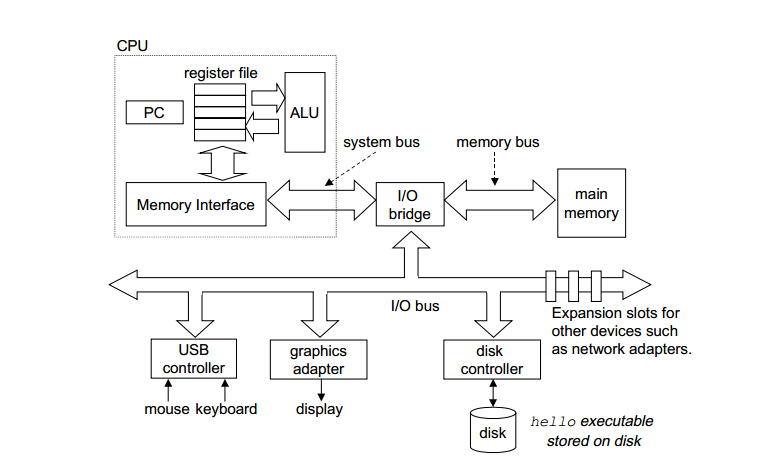 CPU
register file
PC
ALU
system bus
memory bus
Memory Interface
I/O
bridge
main
memory
I/O bus
Expansion slots for
other devices such
as network adapters.
USB
controller
graphics
adapter
disk
controller
mouse keyboard
display
disk
hello executable
stored on disk